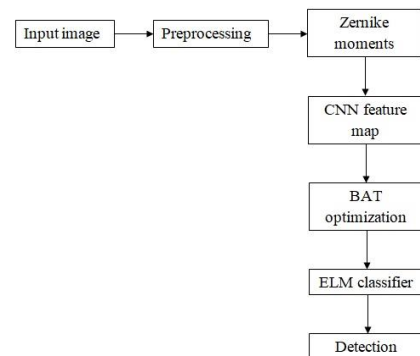 Input image
Preprocessing
Zernike
moments
CNN feature
map
BAT
optimization
ELM classifier
Detection